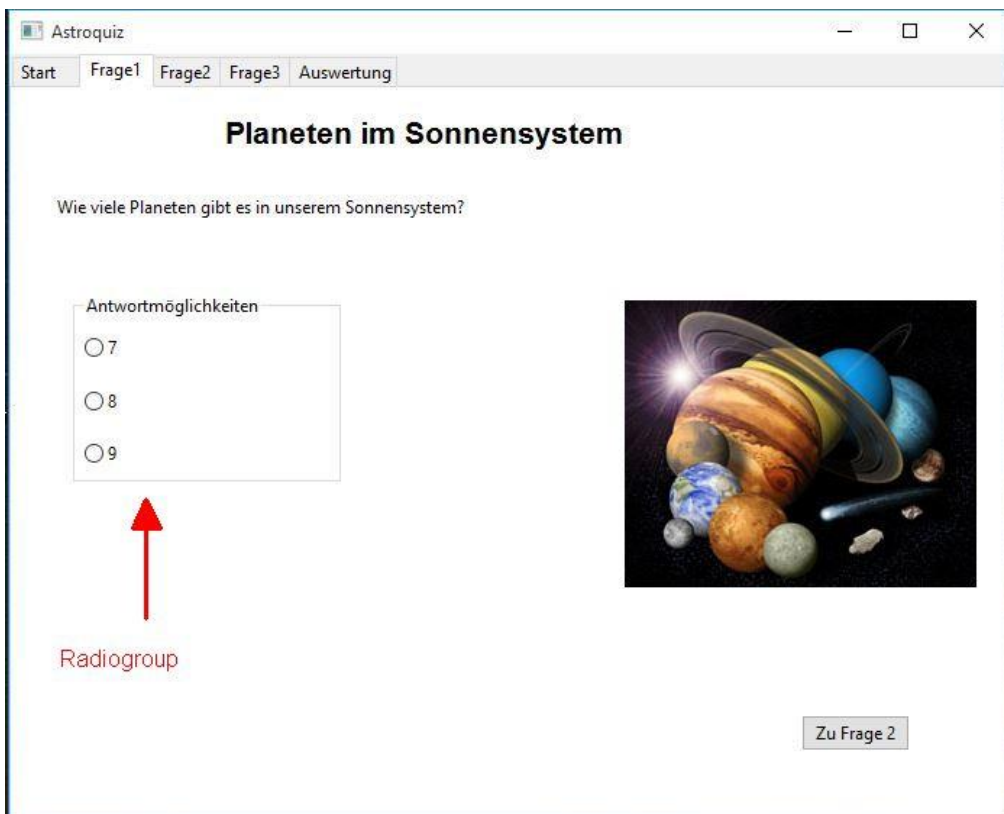 Astroquiz
Start Frage1 Frage2 Frage3 Auswertung
Planeten im Sonnensystem
Wie viele Planeten gibt es in unserem Sonnensystem?
Antwortmöglichkeiten
7
8
9
Radiogroup
Zu Frage 2